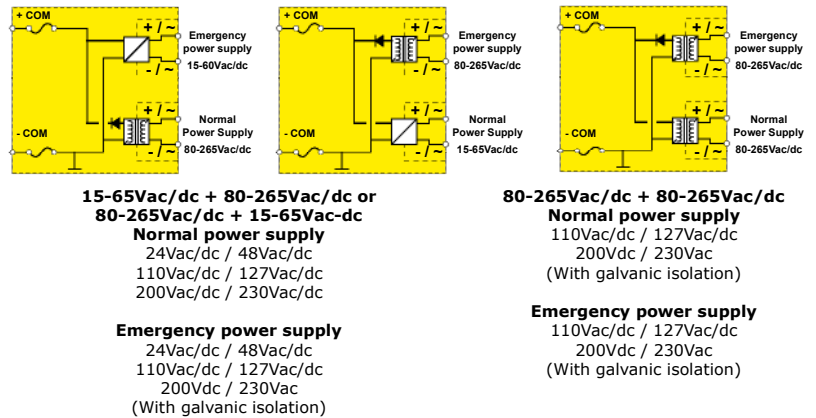 + COM
+ / ~
Emergency
power supply
15-60Vac/dc
- / ~
+ / ~
Normal
Power Supply
80-265Vac/dc
- / ~
- COM
+ COM
+ / ~
Emergency
power supply
80-265Vac/dc
- / ~
+ / ~
Normal
Power Supply
15-65Vac/dc
- / ~
- COM
+ COM
+ / ~
Emergency
power supply
80-265Vac/dc
- / ~
+ / ~
Normal
Power Supply
80-265Vac/dc
- / ~
- COM
15-65Vac/dc + 80-265Vac/dc or
80-265Vac/dc + 15-65Vac-dc
Normal power supply
24Vac/dc / 48Vac/dc
110Vac/dc / 127Vac/dc
200Vac/dc / 230Vac/dc
Emergency power supply
24Vac/dc / 48Vac/dc
110Vac/dc / 127Vac/dc
200Vdc / 230Vac
(With galvanic isolation)
80-265Vac/dc + 80-265Vac/dc
Normal power supply
110Vac/dc / 127Vac/dc
200Vdc / 230Vac
(With galvanic isolation)
Emergency power supply
110Vac/dc / 127Vac/dc
200Vdc / 230Vac
(With galvanic isolation)